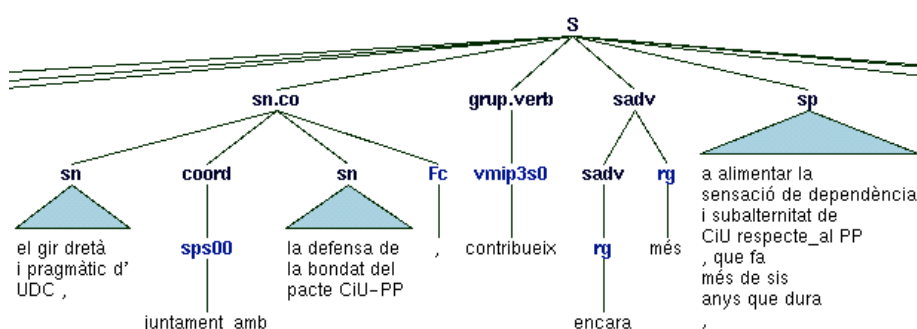 S
sn.co grup.verb sadv sp
sn coord sn Fc vmip3s0 sadv rg
a alimentar la
sensació de dependència
i subalternitat de
CiU respecte_al PP
, que fa
més de sis
anys que dura
,
el gir dretà
i pragmàtic d'
UDC ,
sps00
la defensa de
la bondat del
pacte CiU-PP
,
contribueix
rg
més
juntament_amb
encara